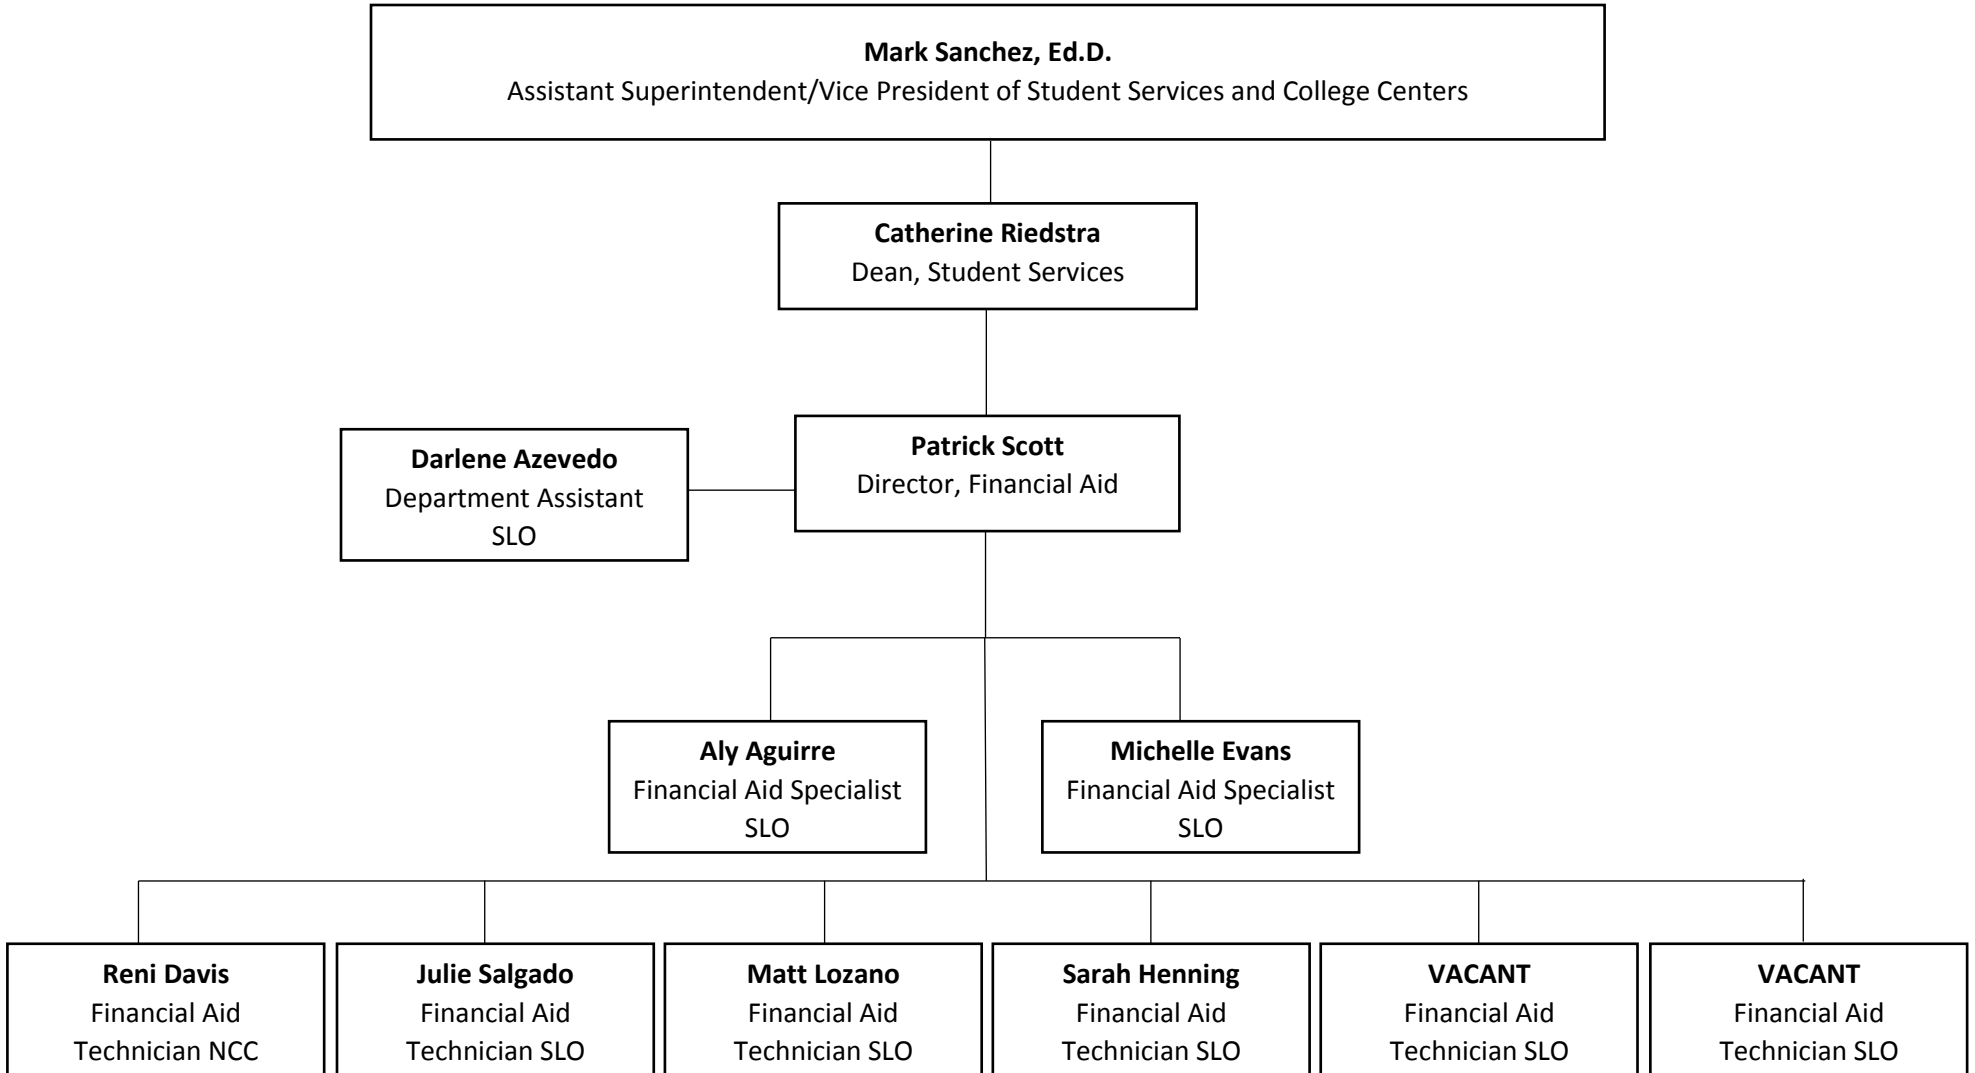 Mark Sanchez, Ed.D.
Assistant Superintendent/Vice President of Student Services and College Centers
Catherine Riedstra
Dean, Student Services
Darlene Azevedo
Department Assistant
SLO
Patrick Scott
Director, Financial Aid
Aly Aguirre
Financial Aid Specialist
SLO
Michelle Evans
Financial Aid Specialist
SLO
Reni Davis
Financial Aid
Technician NCC
Julie Salgado
Financial Aid
Technician SLO
Matt Lozano
Financial Aid
Technician SLO
Sarah Henning
Financial Aid
Technician SLO
VACANT
Financial Aid
Technician SLO
VACANT
Financial Aid
Technician SLO